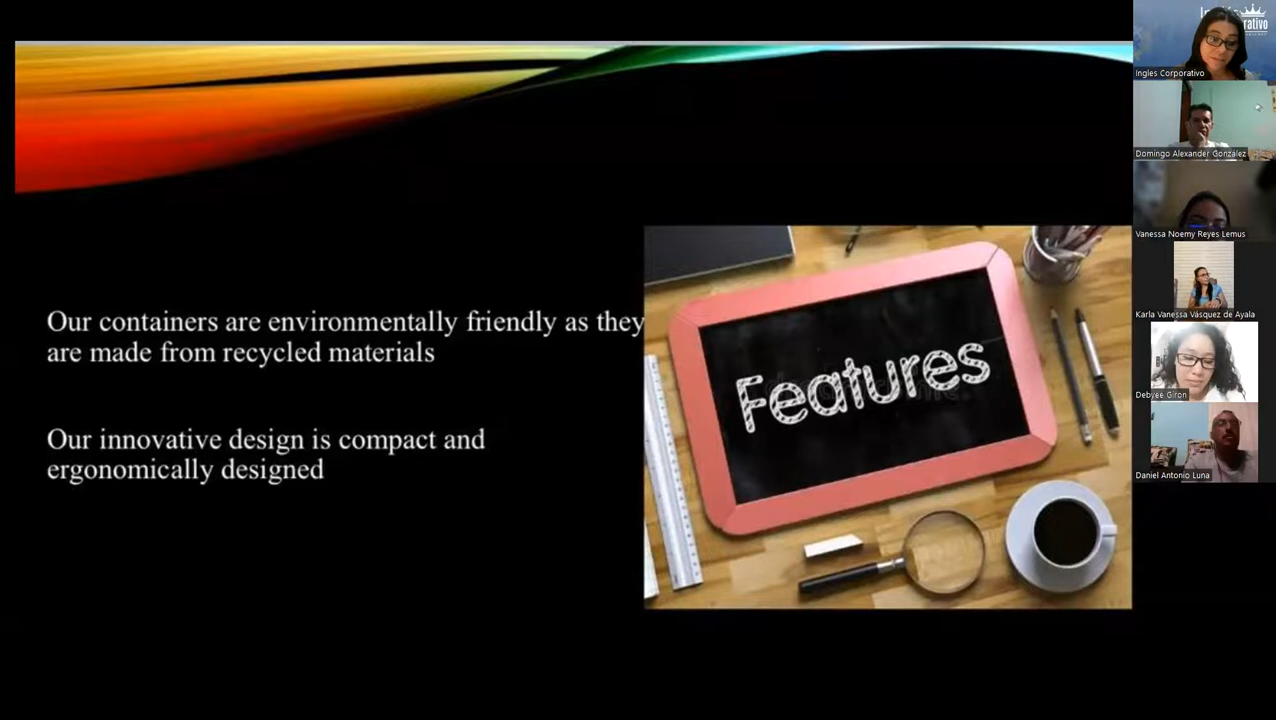 Our containers are environmentally friendly as they
are made from recycled materials
Our innovative design is compact and
ergonomically designed
Features
rativo
Ingles Corporativo
Domingo Alexander González
Vanessa Noemy Reyes Lemus
Karla Vanessa Vásquez de Ayala
Debyee Giron
Daniel Antonio Luna